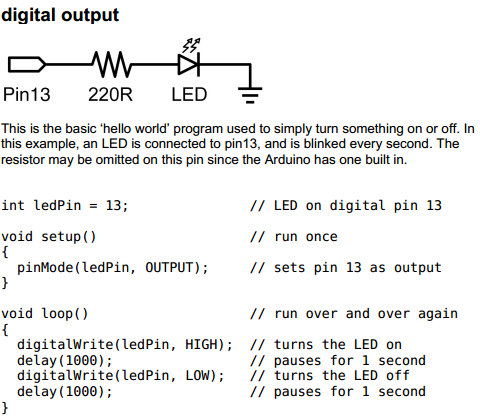 digital output
Pin13 220R LED
This is the basic ‘hello world’ program used to simply turn something on or off. In
this example, an LED is connected to pin13, and is blinked every second. The
resistor may be omitted on this pin since the Arduino has one built in.
int ledPin = 13; // LED on digital pin 13
void setup() // run once
{
pinMode(ledPin, OUTPUT); // sets pin 13 as output
}
void loop() // run over and over again
{
digitalWrite(ledPin, HIGH); // turns the LED on
delay(1000); // pauses for 1 second
digitalWrite(ledPin, LOW); // turns the LED off
delay(1000); // pauses for 1 second
}